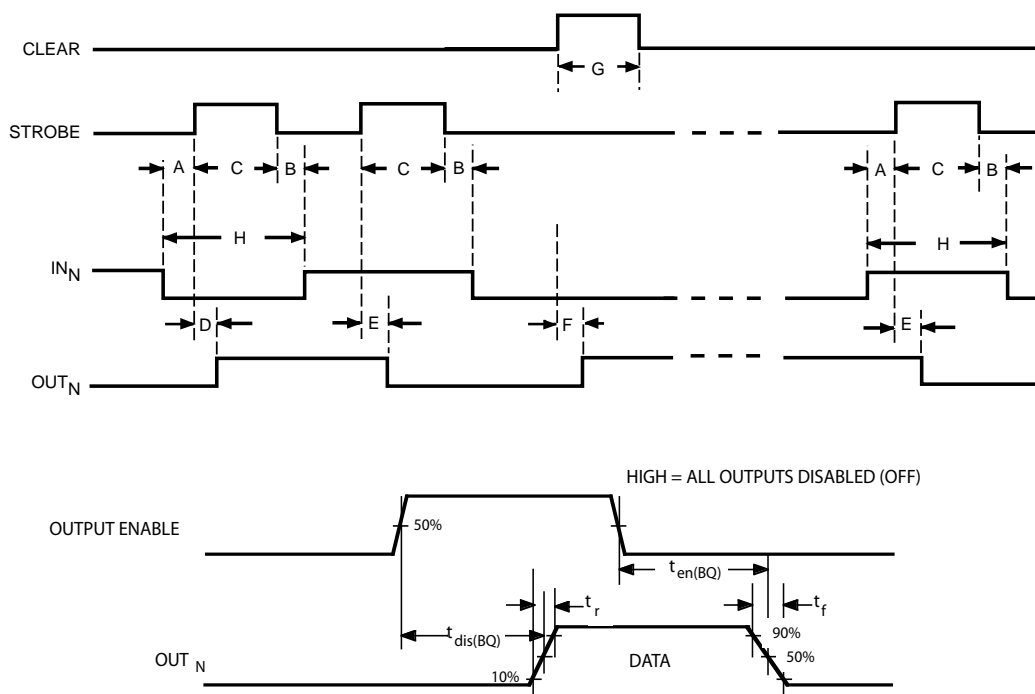 CLEAR
G
STROBE
A C B C B A C B
H H
IN_N
D E F E
OUT_N
HIGH = ALL OUTPUTS DISABLED (OFF)
OUTPUT ENABLE
50%
t_en(BQ)
t_r t_f
t_dis(BQ)
90%
OUT_N DATA 50%
10%